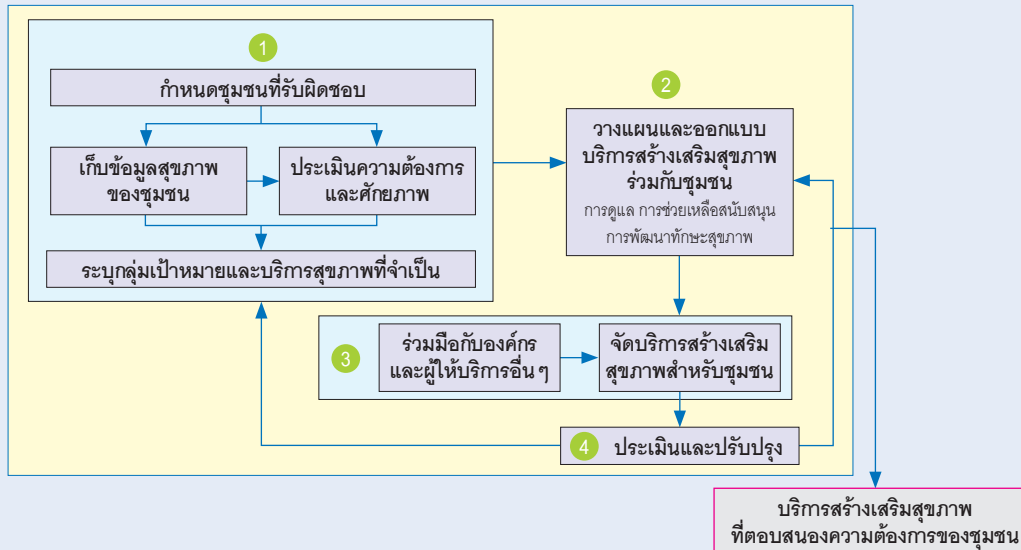 1
กำหนดชุมชนที่รับผิดชอบ
เก็บข้อมูลสุขภาพ
ของชุมชน
ประเมินความต้องการ
และศักยภาพ
ระบุกลุ่มเป้าหมายและบริการสุขภาพที่จำเป็น
2
วางแผนและออกแบบ
บริการสร้างเสริมสุขภาพ
ร่วมกับชุมชน
การดูแล การช่วยเหลือสนับสนุน
การพัฒนาทักษะสุขภาพ
3
ร่วมมือกับองค์กร
และผู้ให้บริการอื่น ๆ
จัดบริการสร้างเสริม
สุขภาพสำหรับชุมชน
4 ประเมินและปรับปรุง
บริการสร้างเสริมสุขภาพ
ที่ตอบสนองความต้องการของชุมชน